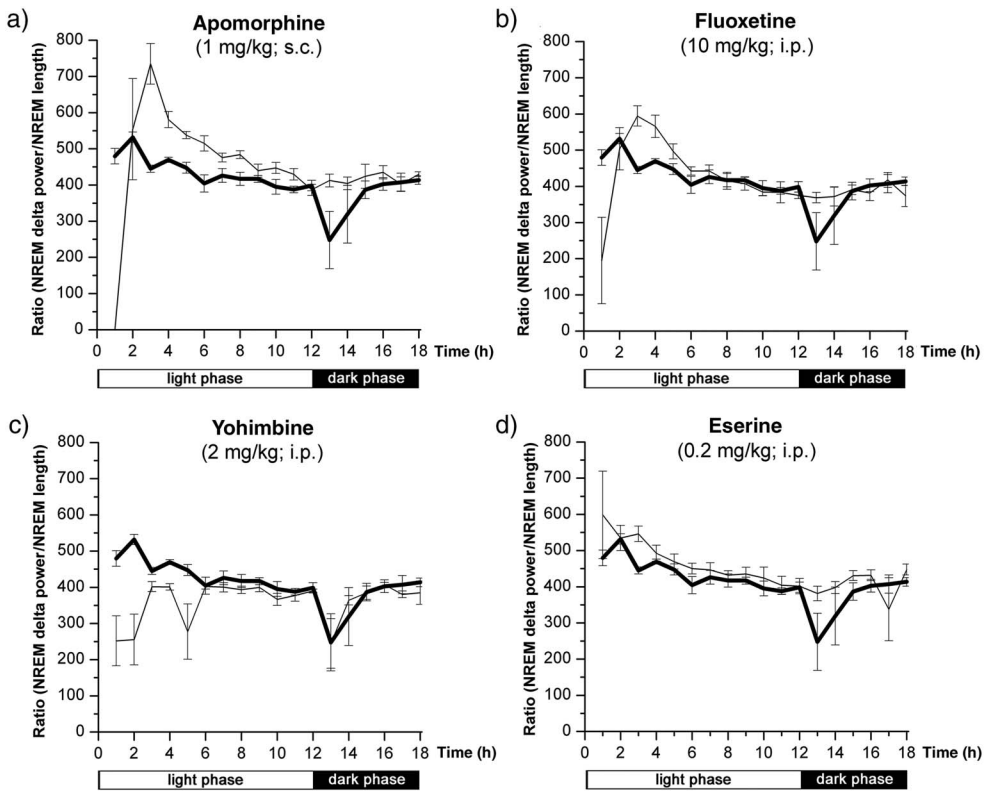 a)
Apomorphine
(1 mg/kg; s.c.)
Ratio (NREM delta power/NREM length)
800
700
600
500
400
300
200
100
0
0 2 4 6 8 10 12 14 16 18
Time (h)
light phase dark phase
b)
Fluoxetine
(10 mg/kg; i.p.)
Ratio (NREM delta power/NREM length)
800
700
600
500
400
300
200
100
0
0 2 4 6 8 10 12 14 16 18
Time (h)
light phase dark phase
c)
Yohimbine
(2 mg/kg; i.p.)
Ratio (NREM delta power/NREM length)
800
700
600
500
400
300
200
100
0
0 2 4 6 8 10 12 14 16 18
Time (h)
light phase dark phase
d)
Eserine
(0.2 mg/kg; i.p.)
Ratio (NREM delta power/NREM length)
800
700
600
500
400
300
200
100
0
0 2 4 6 8 10 12 14 16 18
Time (h)
light phase dark phase